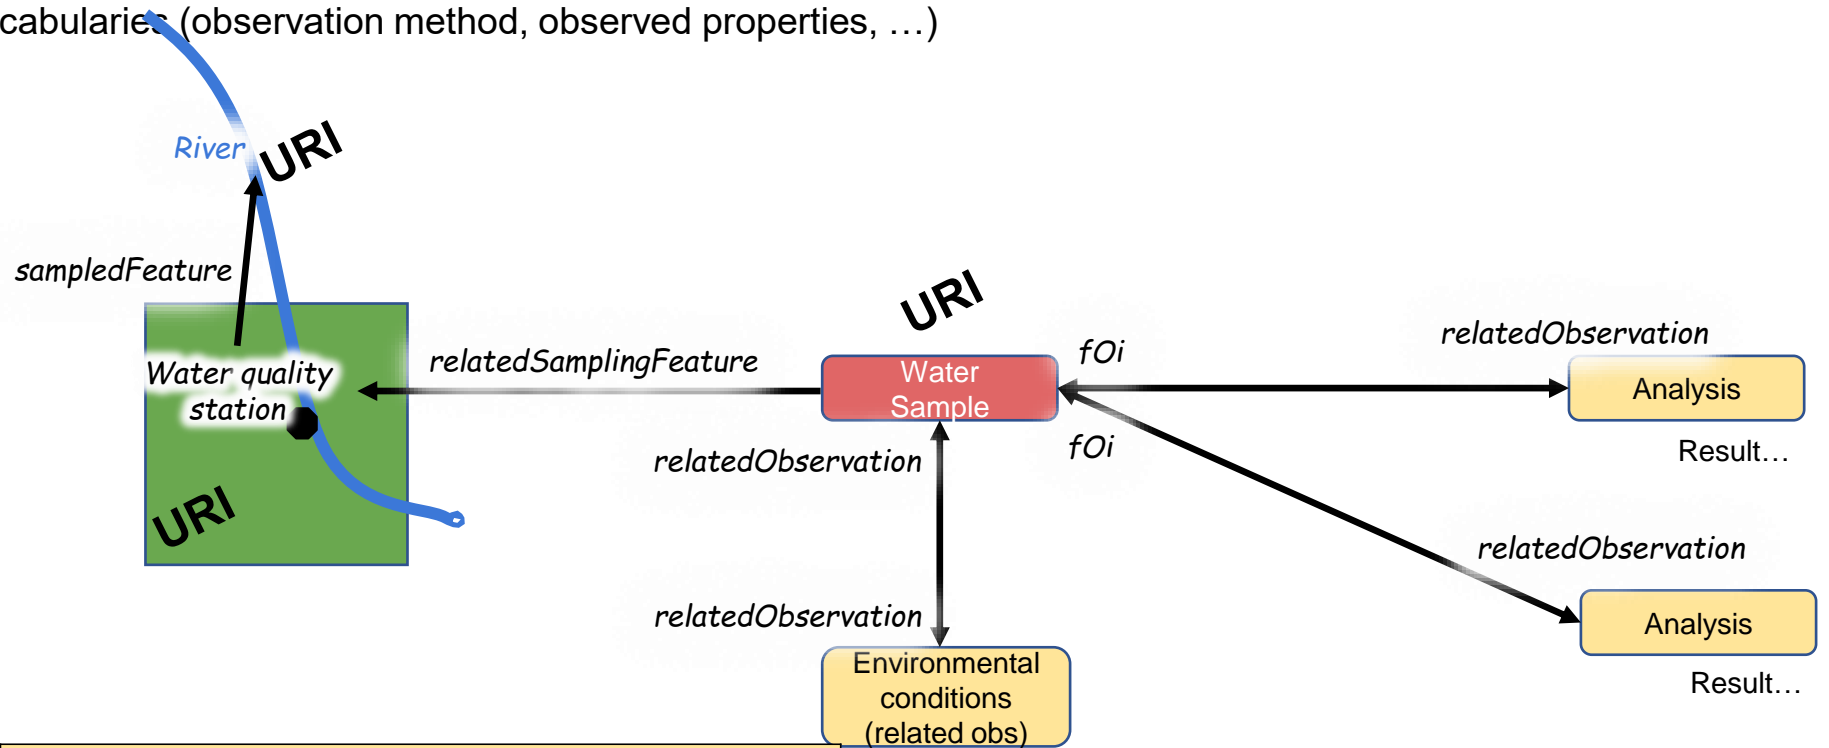 cabularies (observation method, observed properties, …)
River
URI
sampledFeature
Water quality
station
URI
relatedSamplingFeature
URI
Water
Sample
fOi
relatedObservation
Analysis
Result…
fOi
relatedObservation
relatedObservation
Analysis
Result…
relatedObservation
Environmental
conditions
(related obs)